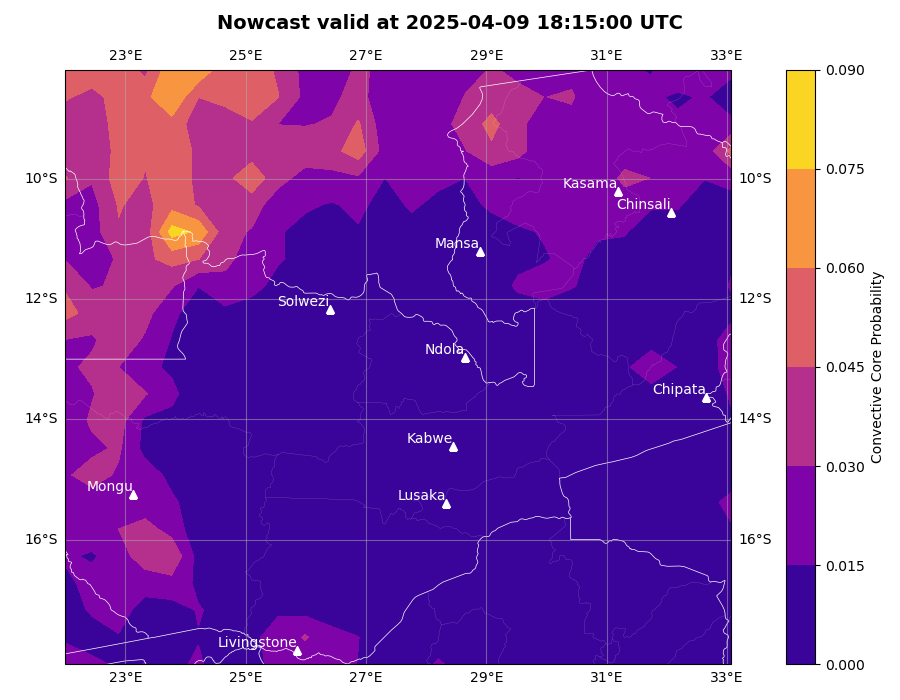 Nowcast valid at 2025-04-09 18:15:00 UTC
23°E 25°E 27°E 29°E 31°E 33°E
0.090
0.075
10°S Kasama 10°S
Chinsali
Mansa
0.060
12°S Solwezi 12°S
Ndola
0.045
Chipata
14°S 14°S
Kabwe
0.030
Mongu
Lusaka
16°S 16°S
0.015
Livingstone
0.000
23°E 25°E 27°E 29°E 31°E 33°E
Convective Core Probability